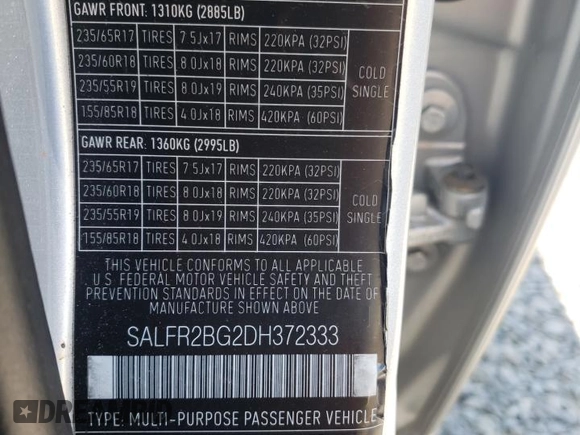 GAWR FRONT: 1310KG (2885LB)
235/65R17 TIRES 7.5Jx17 RIMS 220KPA (32PSI)
235/60R18 TIRES 8.0Jx18 RIMS 220KPA (32PSI)
235/55R19 TIRES 8.0Jx19 RIMS 240KPA (35PSI)
155/85R18 TIRES 4.0Jx18 RIMS 420KPA (60PSI)
COLD
SINGLE
GAWR REAR: 1360KG (2995LB)
235/65R17 TIRES 7.5Jx17 RIMS 220KPA (32PSI)
235/60R18 TIRES 8.0Jx18 RIMS 220KPA (32PSI)
235/55R19 TIRES 8.0Jx19 RIMS 240KPA (35PSI)
155/85R18 TIRES 4.0Jx18 RIMS 420KPA (60PSI)
COLD
SINGLE
THIS VEHICLE CONFORMS TO ALL APPLICABLE
U.S. FEDERAL MOTOR VEHICLE SAFETY AND THEFT
PREVENTION STANDARDS IN EFFECT ON THE DATE OF
MANUFACTURE SHOWN ABOVE
SALFR2BG2DH372333
TYPE: MULTI-PURPOSE PASSENGER VEHICLE